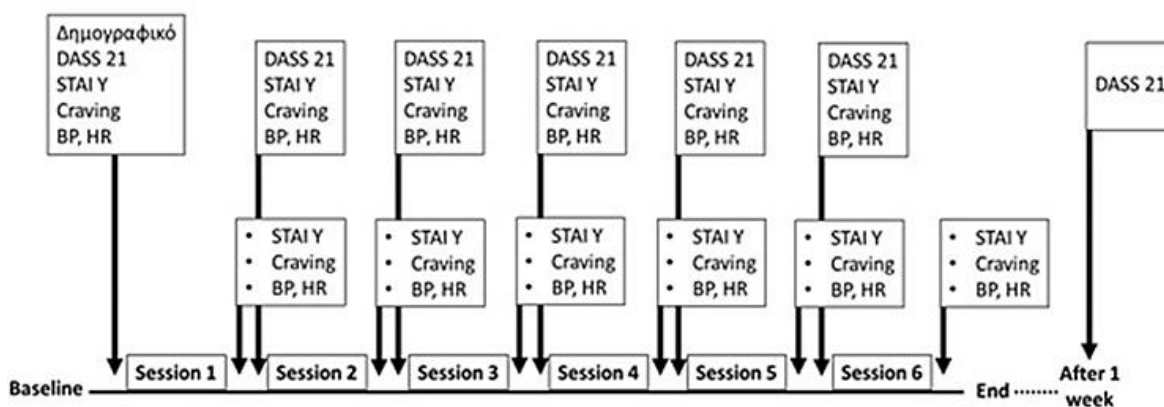 Δημογραφικό
DASS 21
STAI Y
Craving
BP, HR
DASS 21
STAI Y
Craving
BP, HR
DASS 21
STAI Y
Craving
BP, HR
DASS 21
STAI Y
Craving
BP, HR
DASS 21
STAI Y
Craving
BP, HR
DASS 21
STAI Y
Craving
BP, HR
DASS 21
• STAI Y
• Craving
• BP, HR
• STAI Y
• Craving
• BP, HR
• STAI Y
• Craving
• BP, HR
• STAI Y
• Craving
• BP, HR
• STAI Y
• Craving
• BP, HR
• STAI Y
• Craving
• BP, HR
Baseline
Session 1
Session 2
Session 3
Session 4
Session 5
Session 6
End ........
After 1
week